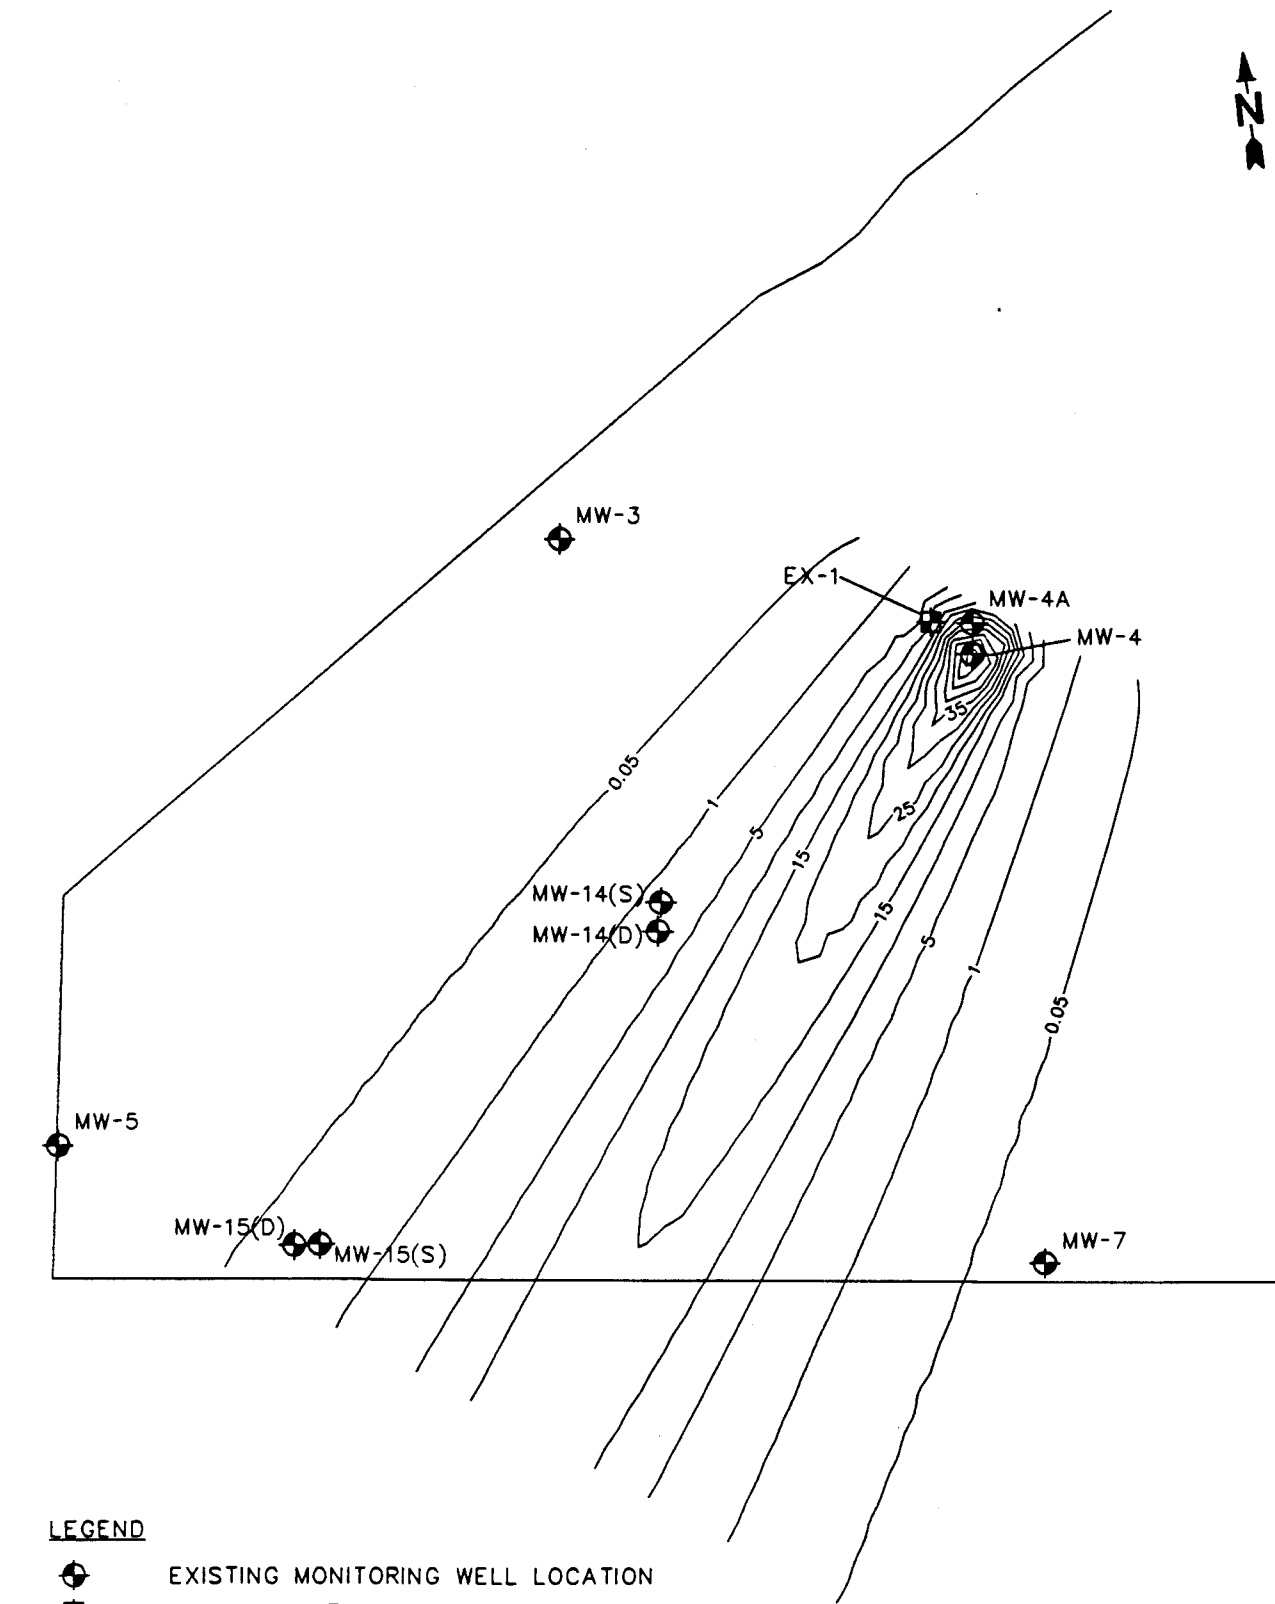 N
MW-3
EX-1
MW-4A
MW-4
35
0.05
1
25
5
15
MW-14(S)
15
MW-14(D)
5
1
0.05
MW-5
MW-15(D)
MW-15(S)
MW-7
LEGEND
EXISTING MONITORING WELL LOCATION